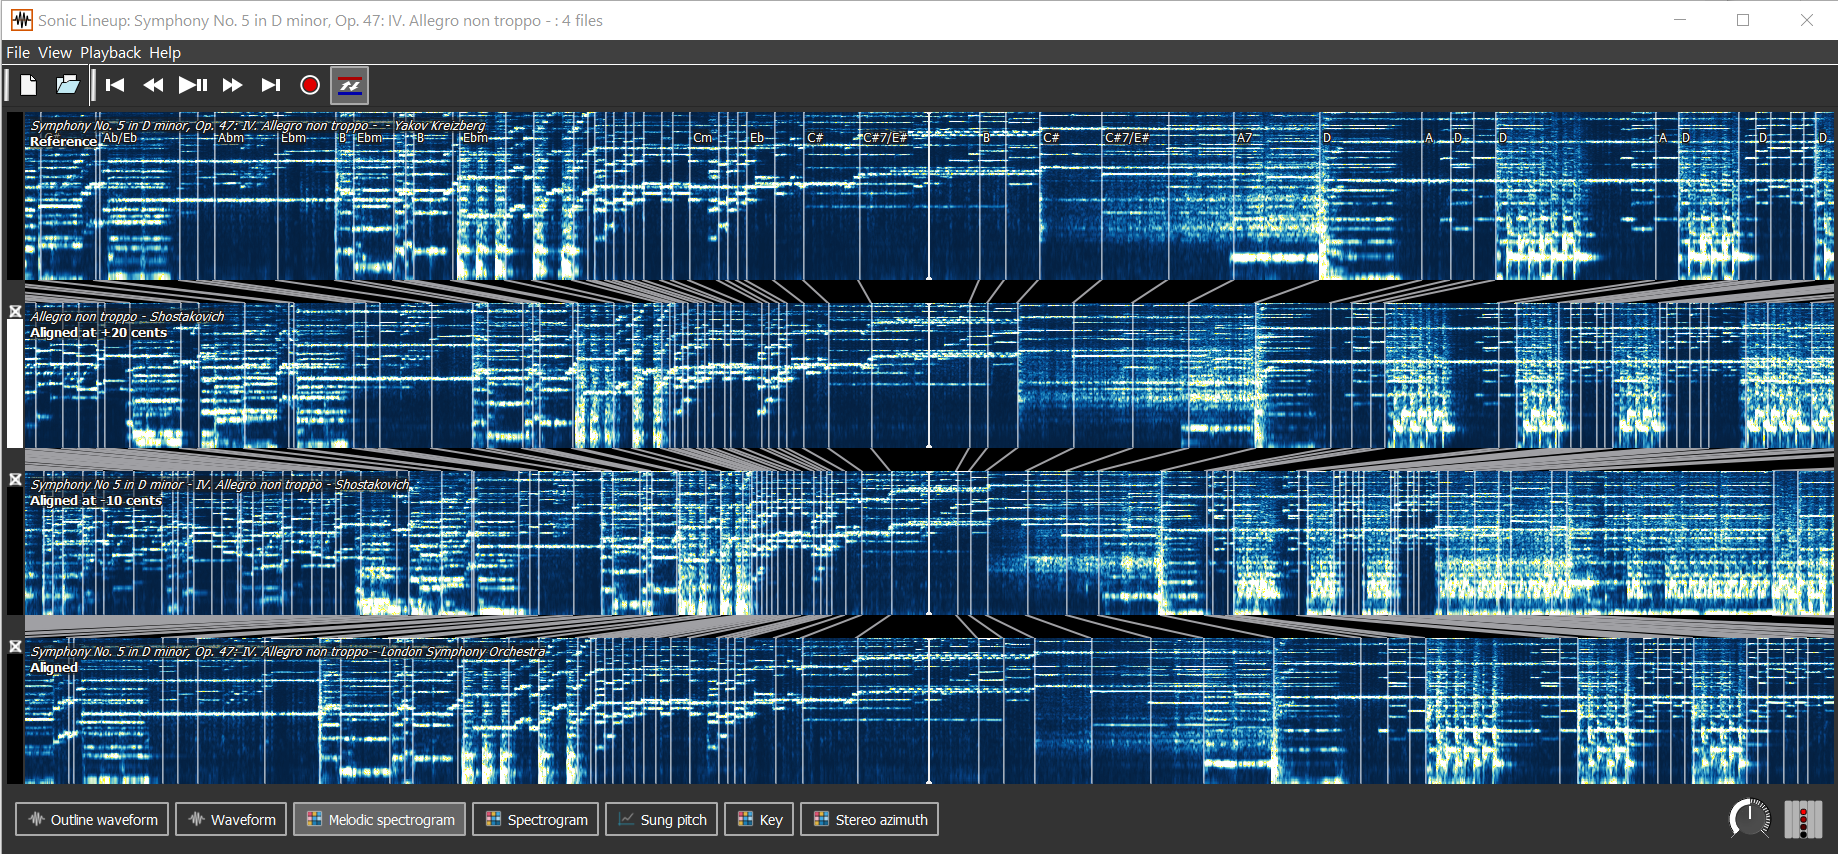 Sonic Lineup: Symphony No. 5 in D minor, Op. 47: IV. Allegro non troppo - : 4 files
File View Playback Help
Symphony No. 5 in D minor, Op. 47: IV. Allegro non troppo - - Yakov Kreizberg
Reference Ab/Eb Abm Ebm B Ebm B Ebm Cm Eb C# C#7/E# B C# C#7/E# A7 D A D D A D D D
Allegro non troppo - Shostakovich
Aligned at +20 cents
Symphony No 5 in D minor - IV. Allegro non troppo - Shostakovich
Aligned at -10 cents
Symphony No. 5 in D minor, Op. 47: IV. Allegro non troppo - London Symphony Orchestra
Aligned
Outline waveform Waveform Melodic spectrogram Spectrogram Sung pitch Key Stereo azimuth